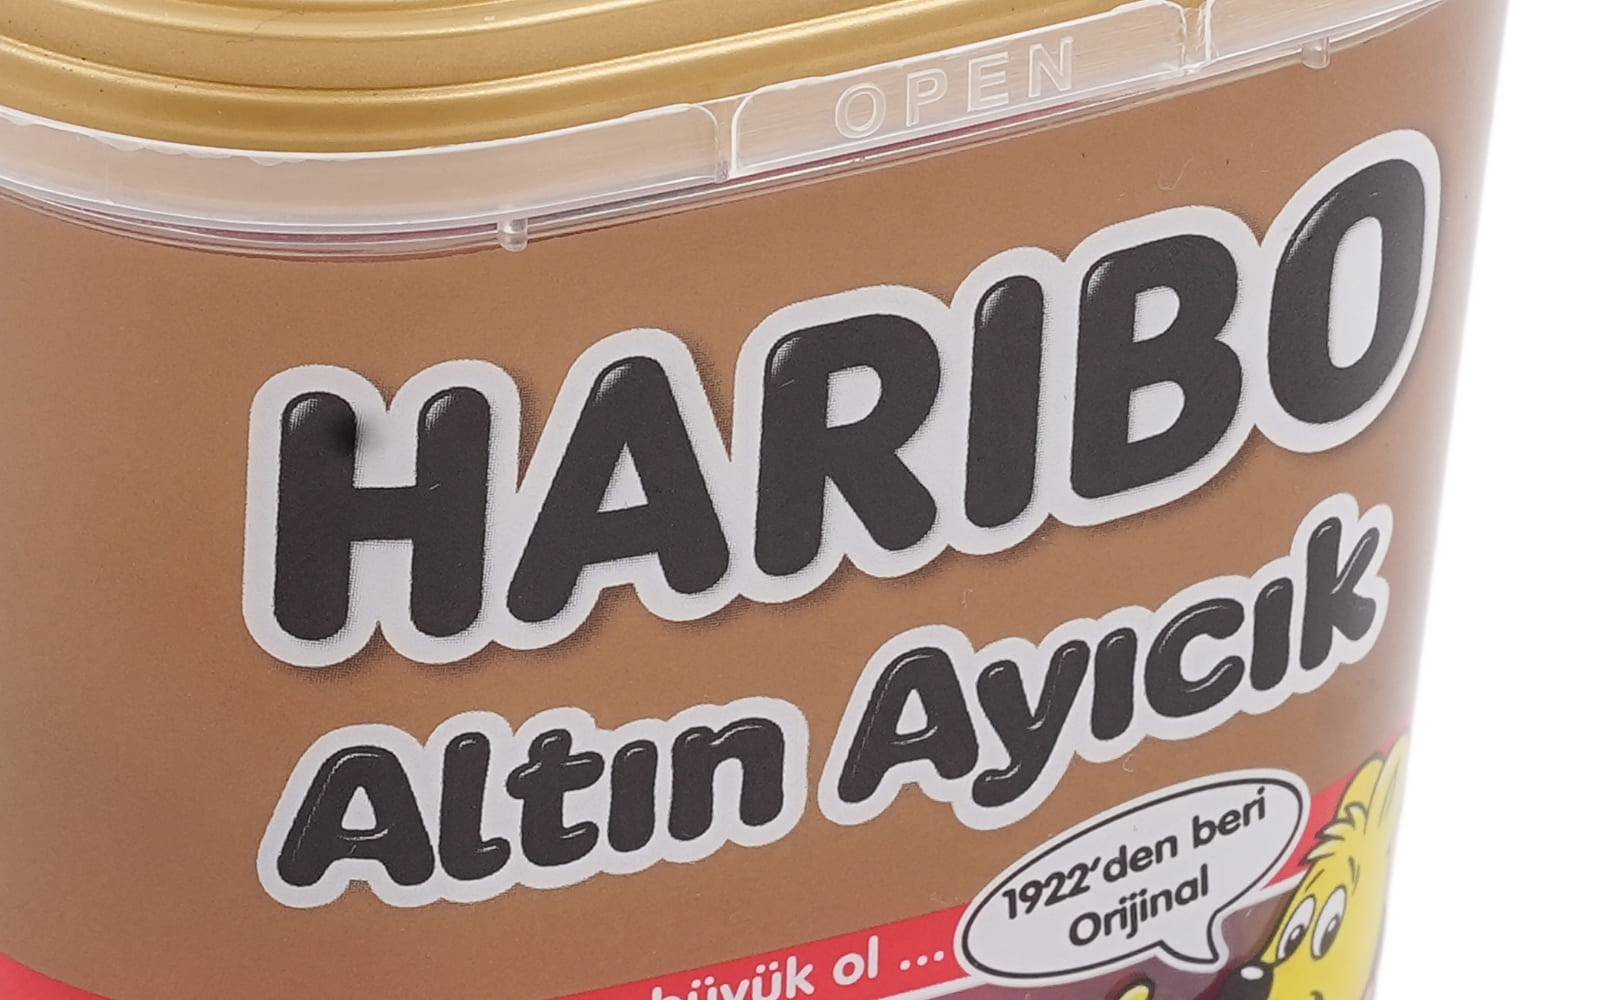 OPEN
HARIBO
Altın Ayıcık
1922'den beri
Orijinal
büyük ol ...